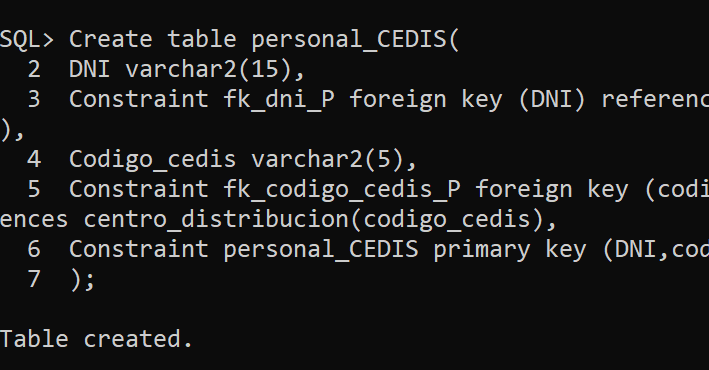 SQL> Create table personal_CEDIS(
2 DNI varchar2(15),
3 Constraint fk_dni_P foreign key (DNI) referenc
),
4 Codigo_cedis varchar2(5),
5 Constraint fk_codigo_cedis_P foreign key (codi
ences centro_distribucion(codigo_cedis),
6 Constraint personal_CEDIS primary key (DNI,cod
7 );
Table created.